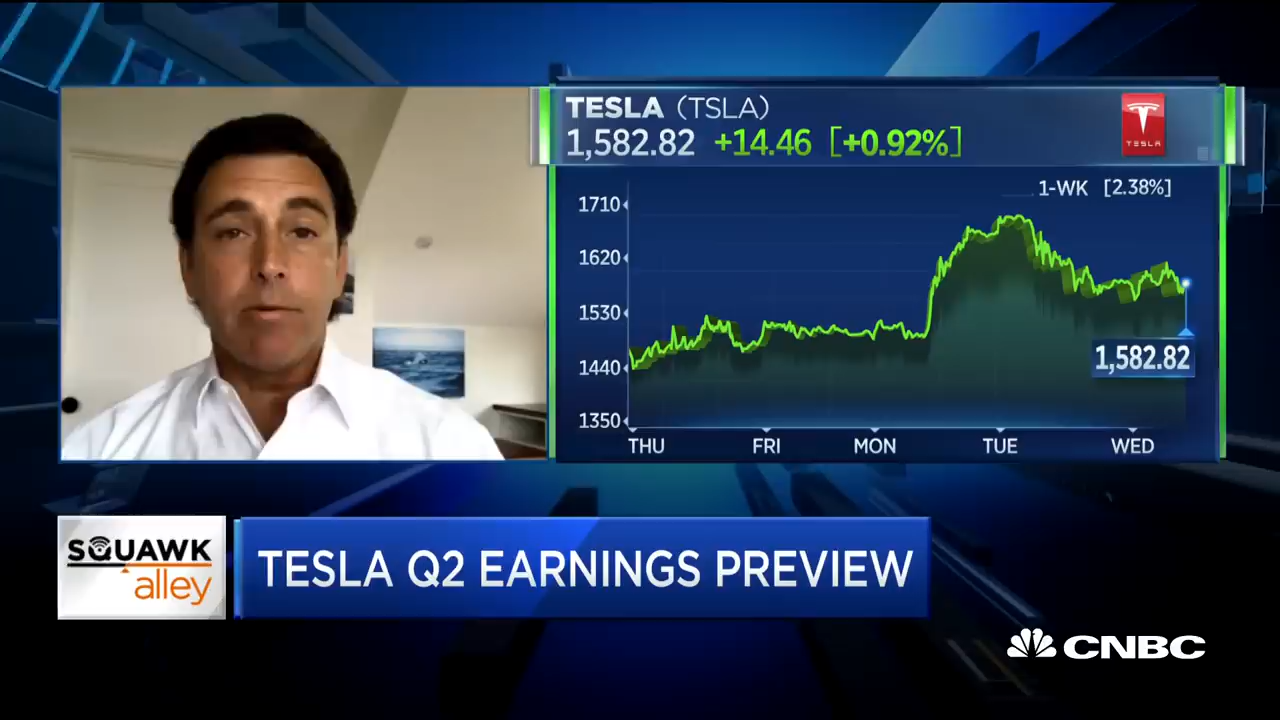 TESLA (TSLA)
1,582.82 +14.46 [+0.92%]
TESLA
1-WK [2.38%]
1710
1620
1530
1440
1350
1,582.82
THU FRI MON TUE WED
SQUAWK
alley
TESLA Q2 EARNINGS PREVIEW
CNBC